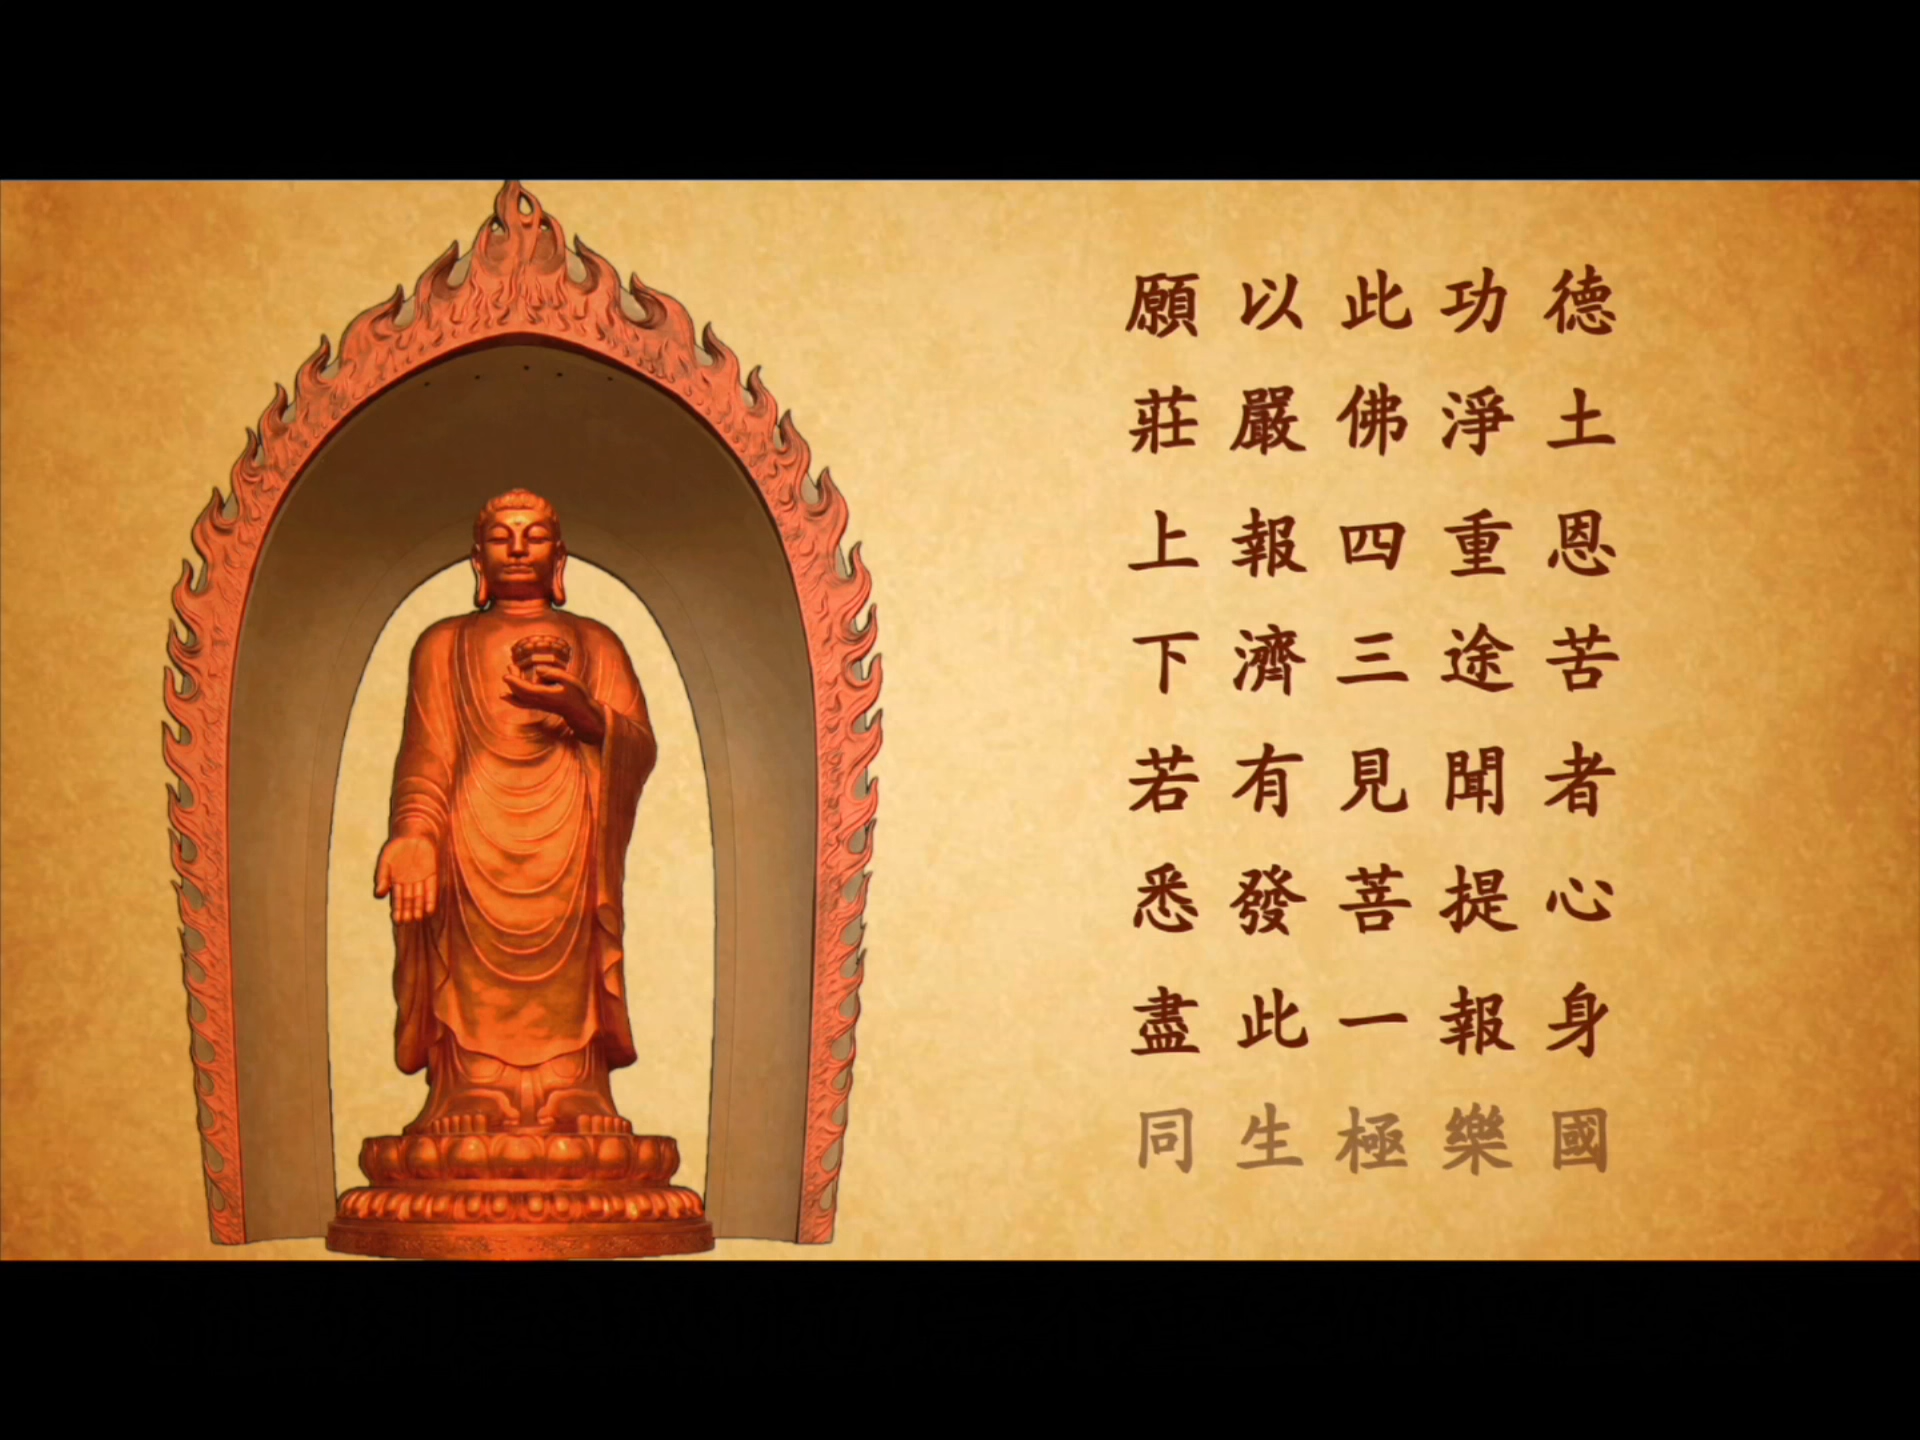 願以此功德
莊嚴佛淨土
上報四重恩
下濟三途苦
若有見聞者
悉發菩提心
盡此一報身
同生極樂國